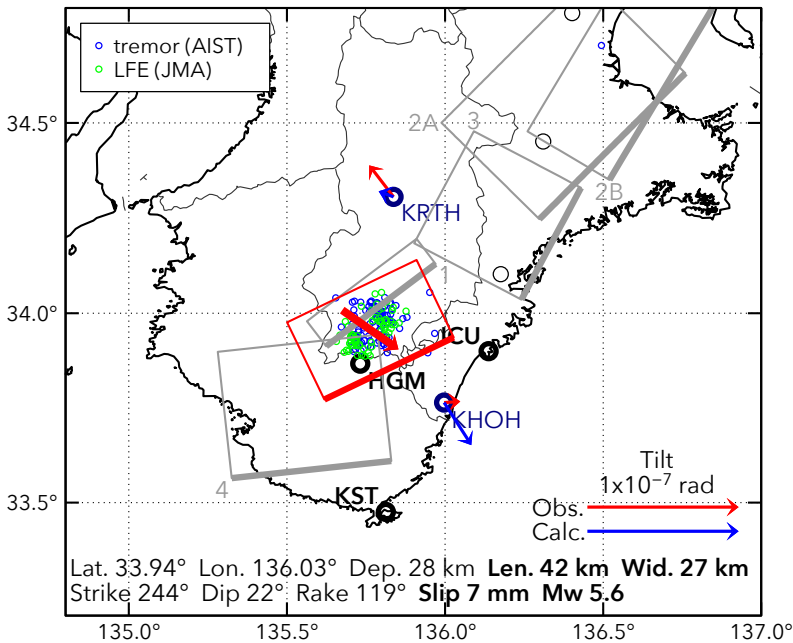 tremor (AIST)
LFE (JMA)
34.5°
34.0°
33.5°
2A
3
2B
KRTH
1
ICU
HGM
KHOH
4
KST
Tilt
1x10⁻⁷ rad
Obs.
Calc.
Lat. 33.94° Lon. 136.03° Dep. 28 km Len. 42 km Wid. 27 km
Strike 244° Dip 22° Rake 119° Slip 7 mm Mw 5.6
135.0° 135.5° 136.0° 136.5° 137.0°